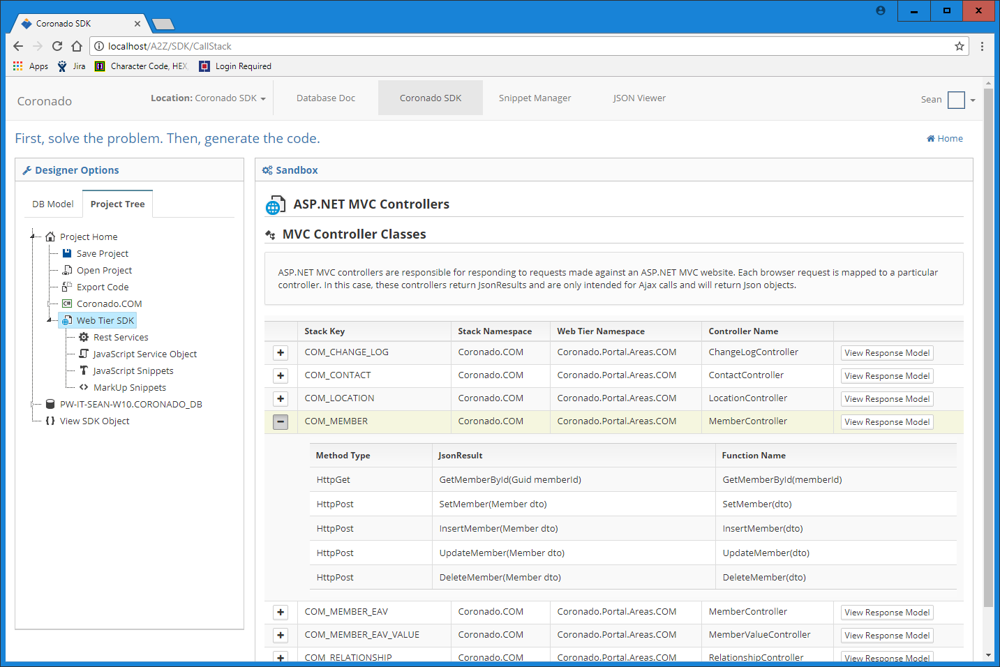 Coronado SDK
localhost/A2Z/SDK/CallStack
Apps Jira Character Code, HEX, Login Required
Coronado Location: Coronado SDK Database Doc Coronado SDK Snippet Manager JSON Viewer Sean
First, solve the problem. Then, generate the code. Home
Designer Options
DB Model Project Tree
Project Home
Save Project
Open Project
Export Code
C# Coronado.COM
Web Tier SDK
Rest Services
JavaScript Service Object
JavaScript Snippets
MarkUp Snippets
PW-IT-SEAN-W10.CORONADO_DB
View SDK Object
Sandbox
ASP.NET MVC Controllers
MVC Controller Classes
ASP.NET MVC controllers are responsible for responding to requests made against an ASP.NET MVC website. Each browser request is mapped to a particular
controller. In this case, these controllers return JsonResults and are only intended for Ajax calls and will return Json objects.
Stack Key Stack Namespace Web Tier Namespace Controller Name
COM_CHANGE_LOG Coronado.COM Coronado.Portal.Areas.COM ChangeLogController View Response Model
COM_CONTACT Coronado.COM Coronado.Portal.Areas.COM ContactController View Response Model
COM_LOCATION Coronado.COM Coronado.Portal.Areas.COM LocationController View Response Model
COM_MEMBER Coronado.COM Coronado.Portal.Areas.COM MemberController View Response Model
Method Type JsonResult Function Name
HttpGet GetMemberById(Guid memberId) GetMemberById(memberId)
HttpPost SetMember(Member dto) SetMember(dto)
HttpPost InsertMember(Member dto) InsertMember(dto)
HttpPost UpdateMember(Member dto) UpdateMember(dto)
HttpPost DeleteMember(Member dto) DeleteMember(dto)
COM_MEMBER_EAV Coronado.COM Coronado.Portal.Areas.COM MemberController View Response Model
COM_MEMBER_EAV_VALUE Coronado.COM Coronado.Portal.Areas.COM MemberValueController View Response Model
COM_RELATIONSHIP Coronado.COM Coronado.Portal.Areas.COM RelationshipController View Response Model